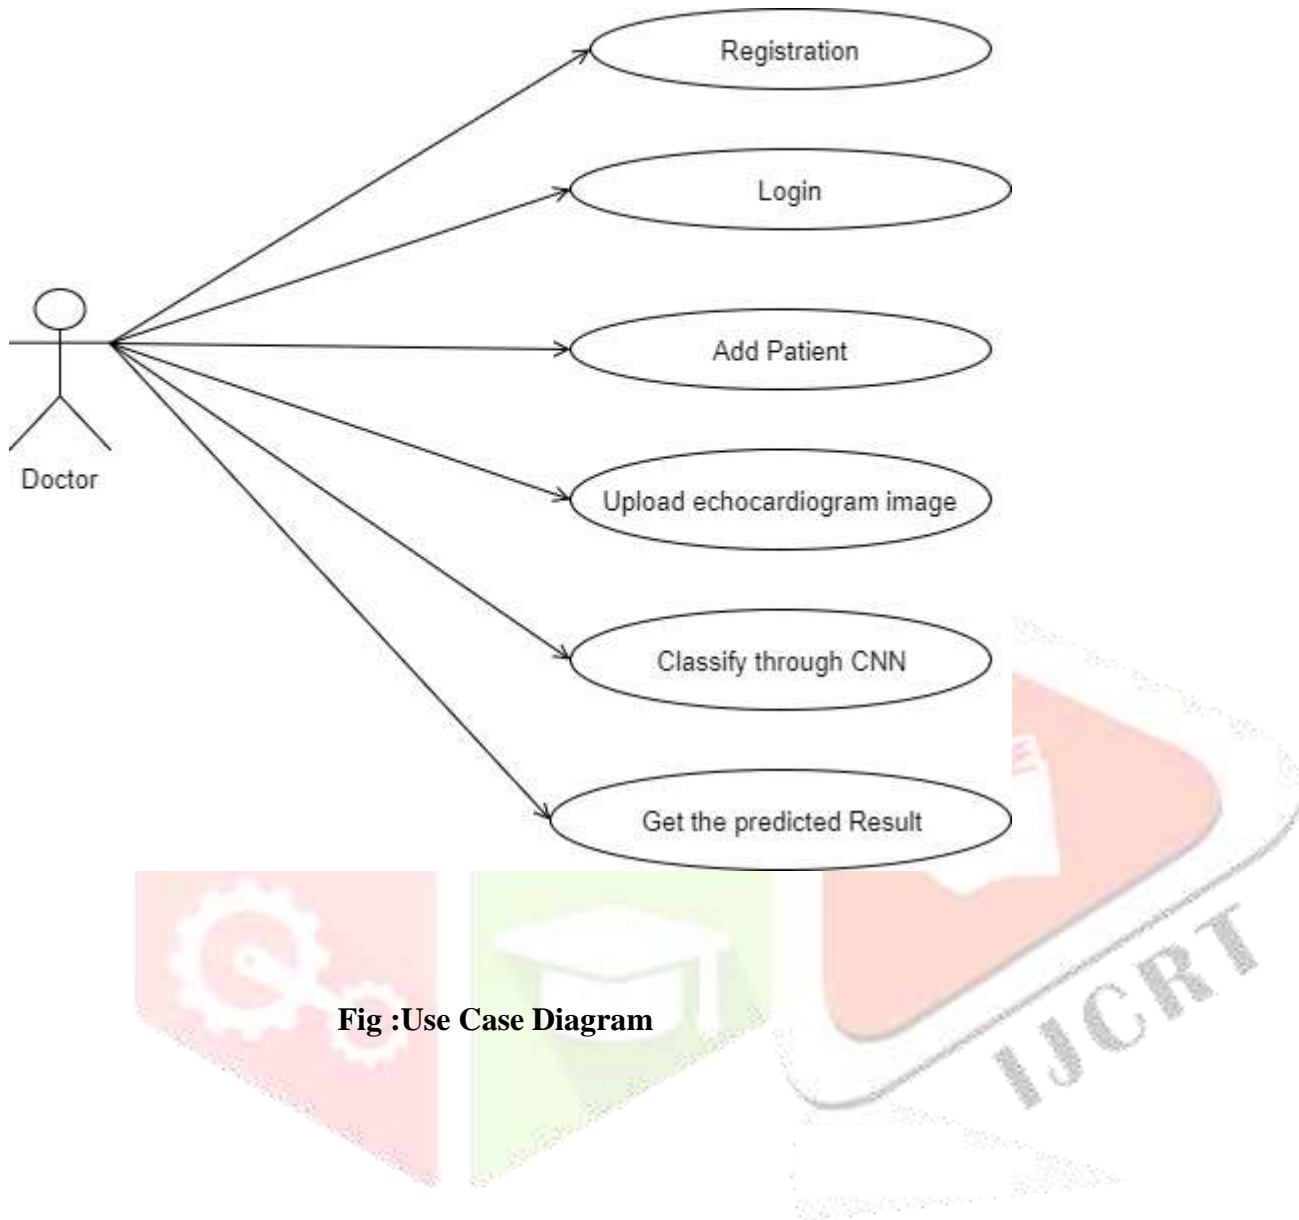 Registration
Login
Add Patient
Doctor
Upload echocardiogram image
Classify through CNN
Get the predicted Result
Fig :Use Case Diagram
IJCRT